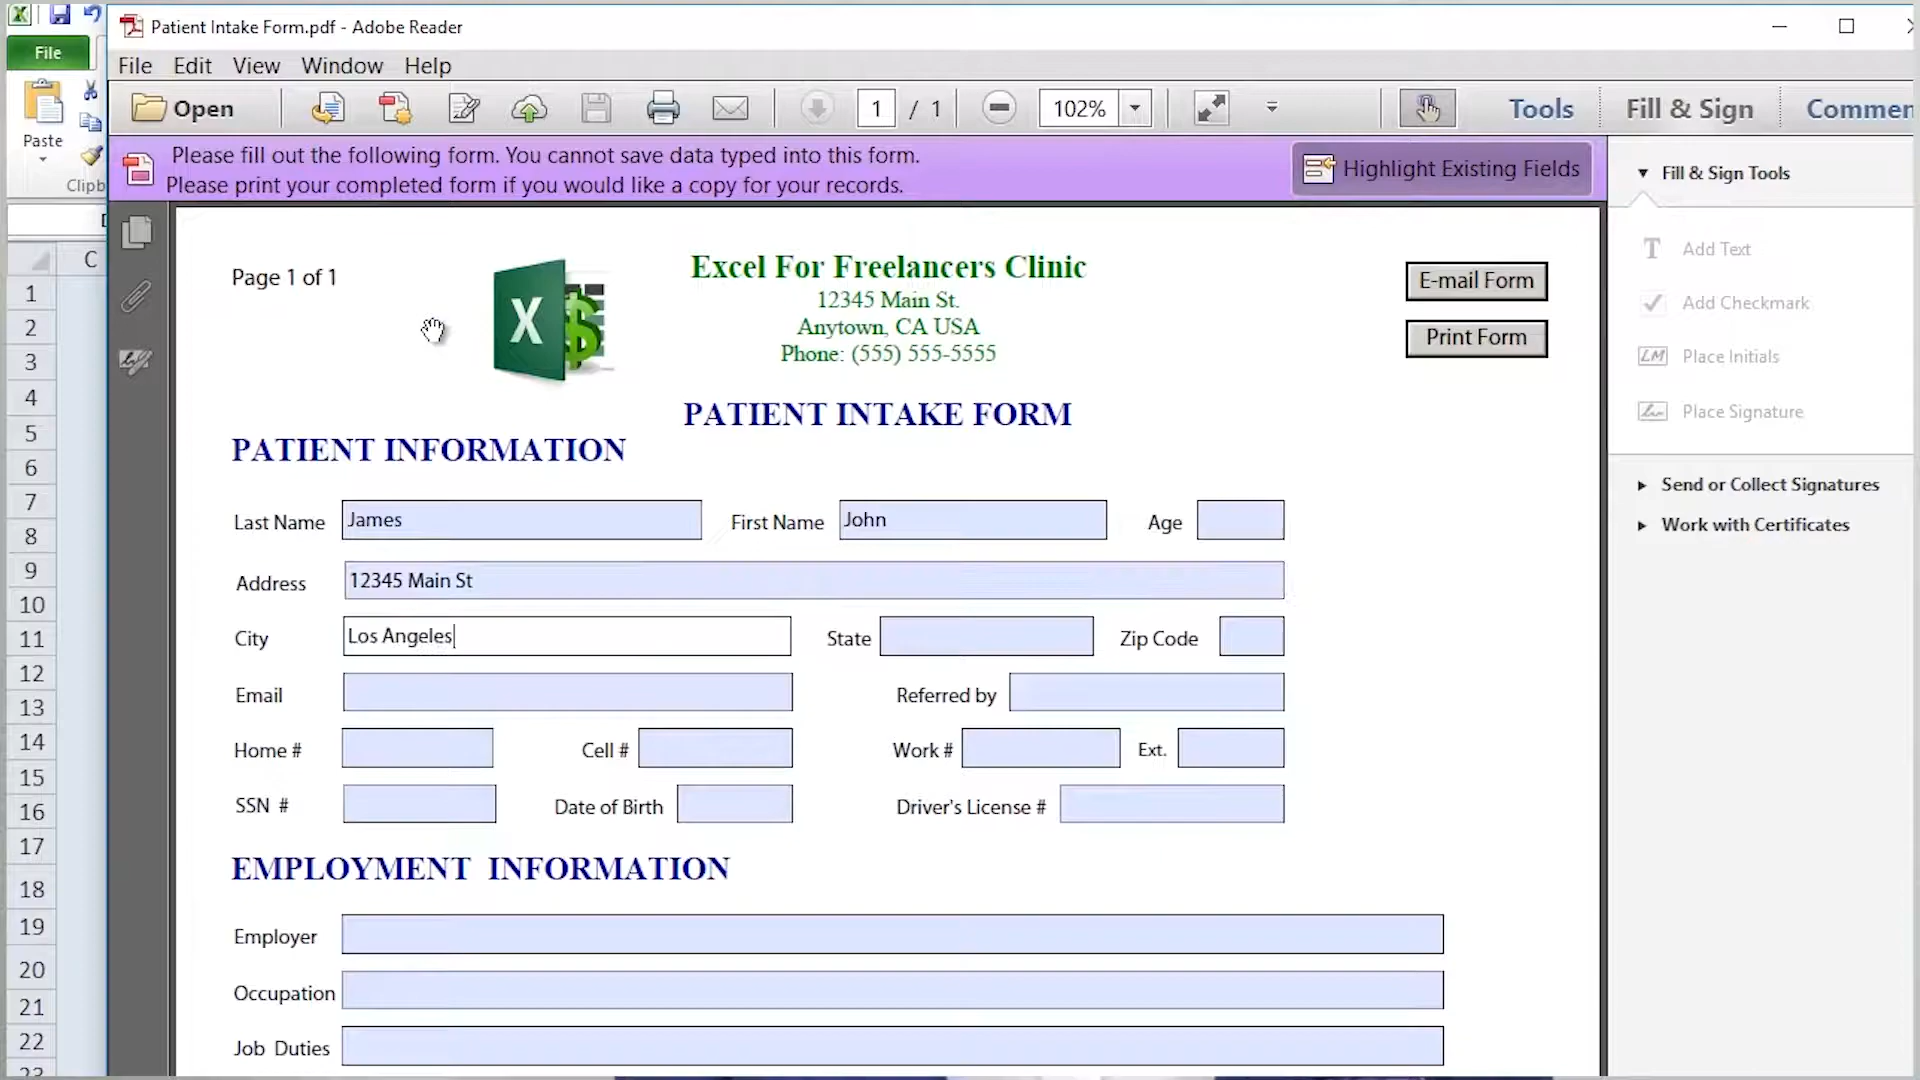 Patient Intake Form.pdf - Adobe Reader
File
File Edit View Window Help
Open
1 / 1
102%
Tools
Fill & Sign
Commen
Paste
Clipb
Please fill out the following form. You cannot save data typed into this form.
Please print your completed form if you would like a copy for your records.
Highlight Existing Fields
Fill & Sign Tools
Add Text
Add Checkmark
Place Initials
Place Signature
Send or Collect Signatures
Work with Certificates
C
1
2
3
4
5
6
7
8
9
10
11
12
13
14
15
16
17
18
19
20
21
22
23
Page 1 of 1
Excel For Freelancers Clinic
12345 Main St.
Anytown, CA USA
Phone: (555) 555-5555
E-mail Form
Print Form
PATIENT INTAKE FORM
PATIENT INFORMATION
Last Name James First Name John Age
Address 12345 Main St
City Los Angeles State Zip Code
Email Referred by
Home # Cell # Work # Ext.
SSN # Date of Birth Driver's License #
EMPLOYMENT INFORMATION
Employer
Occupation
Job Duties